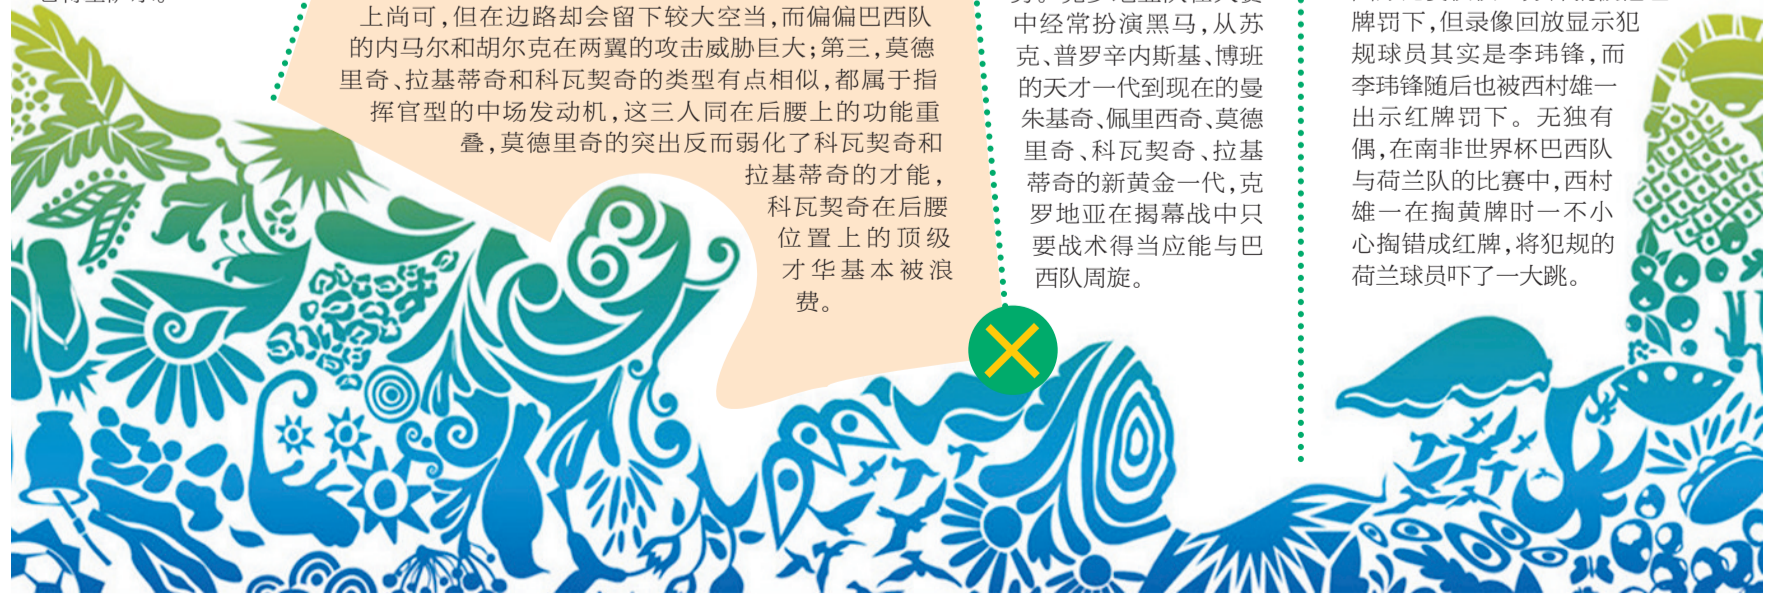 上尚可，但在边路却会留下较大空当，而偏偏巴西队
的内马尔和胡尔克在两翼的攻击威胁巨大；第三，莫德
里奇、拉基蒂奇和科瓦契奇的类型有点相似，都属于指
挥官型的中场发动机，这三人同在后腰上的功能重
叠，莫德里奇的突出反而弱化了科瓦契奇和
拉基蒂奇的才能，
科瓦契奇在后腰
位置上的顶级
才华基本被浪
费。
中经常扮演黑马，从苏
克、普罗辛内斯基、博班
的天才一代到现在的曼
朱基奇、佩里西奇、莫德
里奇、科瓦契奇、拉基
蒂奇的新黄金一代，克
罗地亚在揭幕战中只
要战术得当应能与巴
西队周旋。
牌罚下，但录像回放显示犯
规球员其实是李玮锋，而
李玮锋随后也被西村雄一
出示红牌罚下。无独有
偶，在南非世界杯巴西队
与荷兰队的比赛中，西村
雄一在掏黄牌时一不小
心掏错成红牌，将犯规的
荷兰球员吓了一大跳。